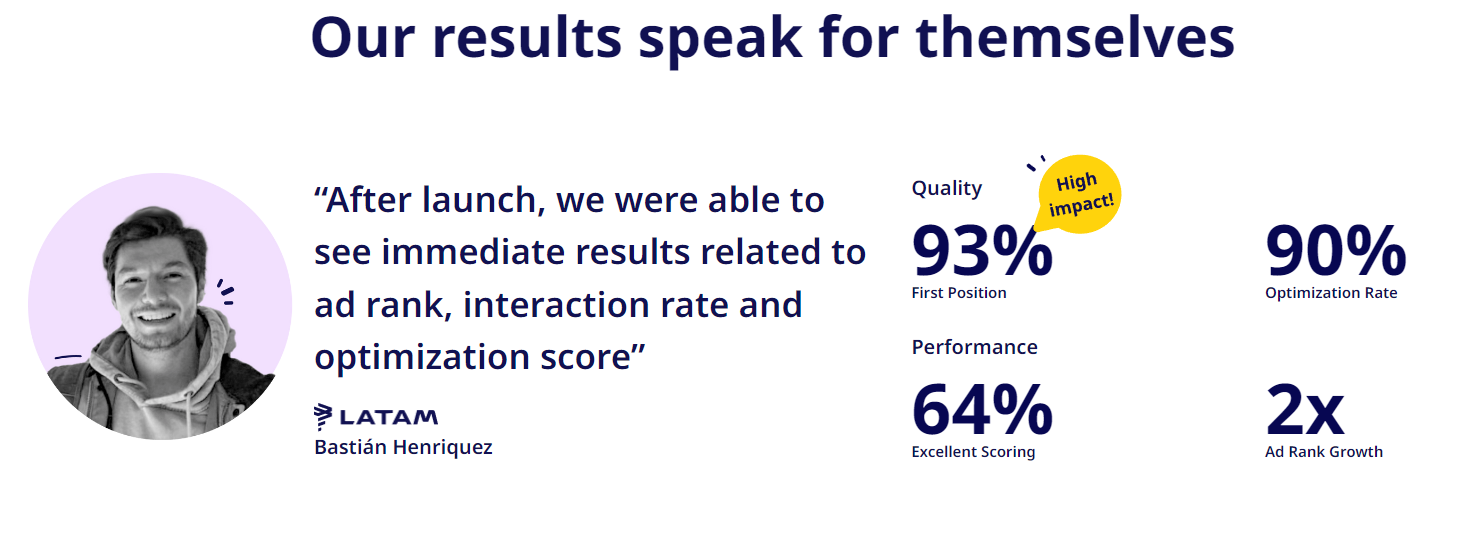 Our results speak for themselves
“After launch, we were able to
see immediate results related to
ad rank, interaction rate and
optimization score”
LATAM
Bastián Henriquez
Quality
High
impact!
93%
First Position
90%
Optimization Rate
Performance
64%
Excellent Scoring
2x
Ad Rank Growth